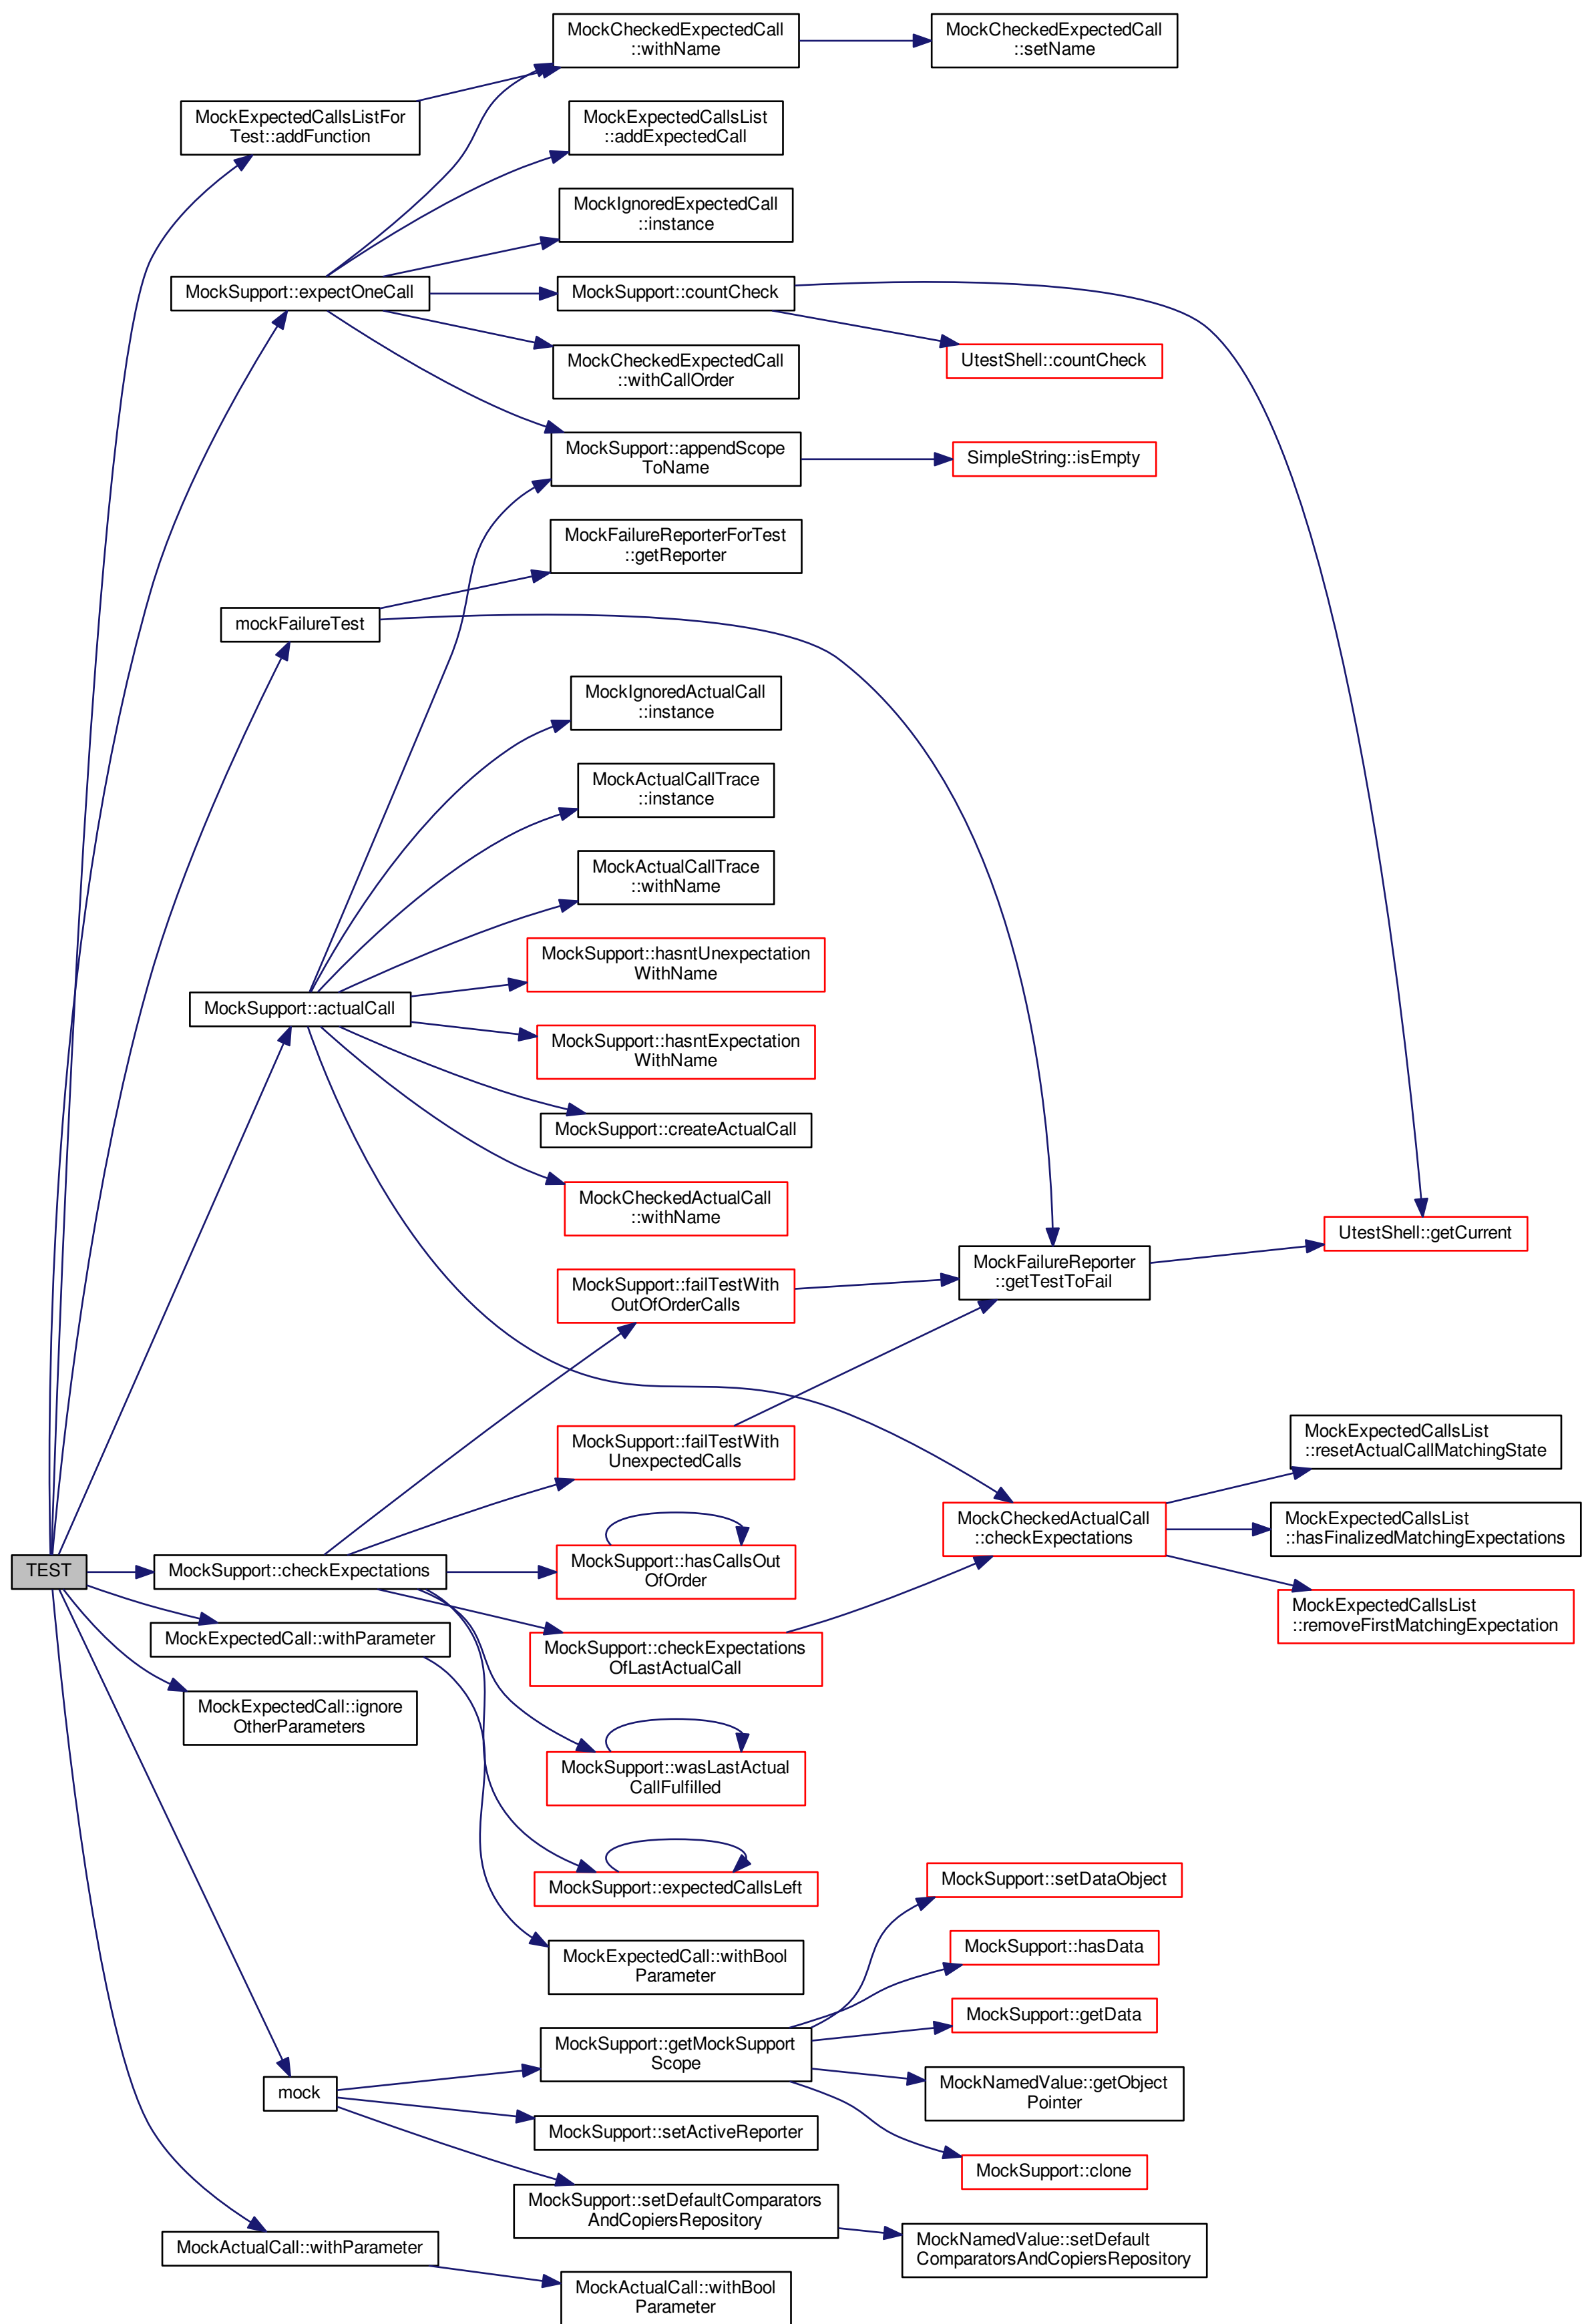 MockCheckedExpectedCall
::withName
MockCheckedExpectedCall
::setName
MockExpectedCallsListFor
Test::addFunction
MockExpectedCallsList
::addExpectedCall
MockIgnoredExpectedCall
::instance
MockSupport::expectOneCall
MockSupport::countCheck
MockCheckedExpectedCall
::withCallOrder
UtestShell::countCheck
MockSupport::appendScope
ToName
SimpleString::isEmpty
MockFailureReporterForTest
::getReporter
mockFailureTest
MockIgnoredActualCall
::instance
MockActualCallTrace
::instance
MockActualCallTrace
::withName
MockSupport::hasntUnexpectation
WithName
MockSupport::actualCall
MockSupport::hasntExpectation
WithName
MockSupport::createActualCall
MockCheckedActualCall
::withName
UtestShell::getCurrent
MockFailureReporter
::getTestToFail
MockSupport::failTestWith
OutOfOrderCalls
MockSupport::failTestWith
UnexpectedCalls
MockExpectedCallsList
::resetActualCallMatchingState
MockCheckedActualCall
::checkExpectations
MockExpectedCallsList
::hasFinalizedMatchingExpectations
MockExpectedCallsList
::removeFirstMatchingExpectation
TEST
MockSupport::checkExpectations
MockSupport::hasCallsOut
OfOrder
MockExpectedCall::withParameter
MockSupport::checkExpectations
OfLastActualCall
MockExpectedCall::ignore
OtherParameters
MockSupport::wasLastActual
CallFulfilled
MockSupport::expectedCallsLeft
MockSupport::setDataObject
MockExpectedCall::withBool
Parameter
MockSupport::hasData
MockSupport::getData
MockSupport::getMockSupport
Scope
MockNamedValue::getObject
Pointer
mock
MockSupport::setActiveReporter
MockSupport::clone
MockSupport::setDefaultComparators
AndCopiersRepository
MockNamedValue::setDefault
ComparatorsAndCopiersRepository
MockActualCall::withParameter
MockActualCall::withBool
Parameter